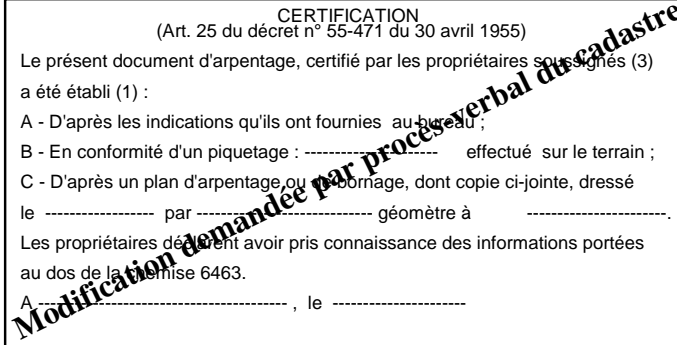 CERTIFICATION
(Art. 25 du décret n° 55-471 du 30 avril 1955)
Le présent document d'arpentage, certifié par les propriétaires soussignés (3)
a été établi (1) :
A - D'après les indications qu'ils ont fournies au bureau ;
B - En conformité d'un piquetage : ---------------------- effectué sur le terrain ;
C - D'après un plan d'arpentage ou de bornage, dont copie ci-jointe, dressé
le ------------------ par ----------------------------- géomètre à -----------------------.
Les propriétaires déclarent avoir pris connaissance des informations portées
au dos de la chemise 6463.
A ----------------------------------------- , le ----------------------
Modification demandée par procès-verbal du cadastre